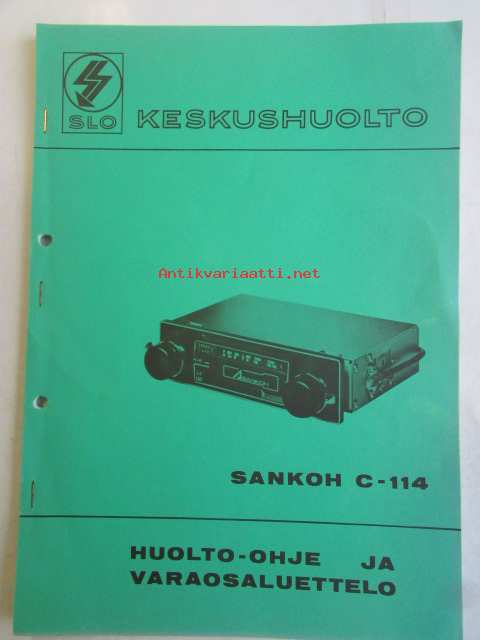 SLO
KESKUSHUOLTO
Antikvariaatti.net
SANKOH C-114
HUOLTO-OHJE JA
VARAOSALUETTELO